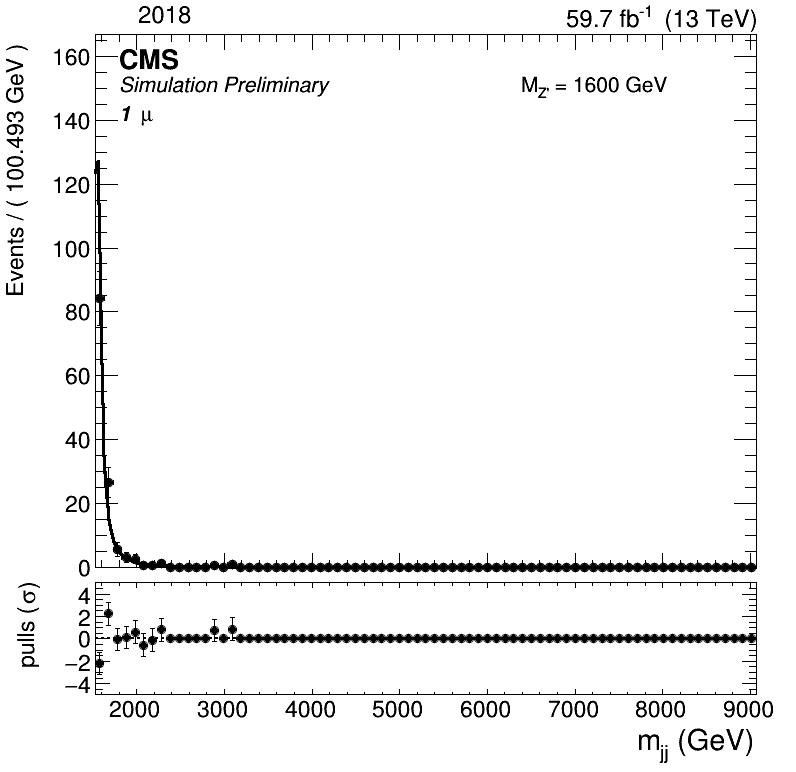 2018 59.7 fb⁻¹ (13 TeV)
CMS
Simulation Preliminary
M_Z' = 1600 GeV
1 μ
Events / ( 100.493 GeV )
160
140
120
100
80
60
40
20
0
pulls (σ)
4
2
0
−2
−4
2000 3000 4000 5000 6000 7000 8000 9000
m_jj (GeV)